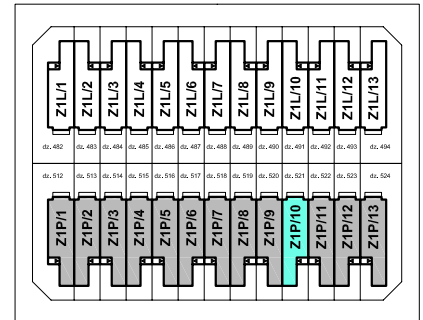 Z1L/1 Z1L/2 Z1L/3 Z1L/4 Z1L/5 Z1L/6 Z1L/7 Z1L/8 Z1L/9 Z1L/10 Z1L/11 Z1L/12 Z1L/13
dz. 482 dz. 483 dz. 484 dz. 485 dz. 486 dz. 487 dz. 488 dz. 489 dz. 490 dz. 491 dz. 492 dz. 493 dz. 494
dz. 512 dz. 513 dz. 514 dz. 515 dz. 516 dz. 517 dz. 518 dz. 519 dz. 520 dz. 521 dz. 522 dz. 523 dz. 524
Z1P/1 Z1P/2 Z1P/3 Z1P/4 Z1P/5 Z1P/6 Z1P/7 Z1P/8 Z1P/9 Z1P/10 Z1P/11 Z1P/12 Z1P/13